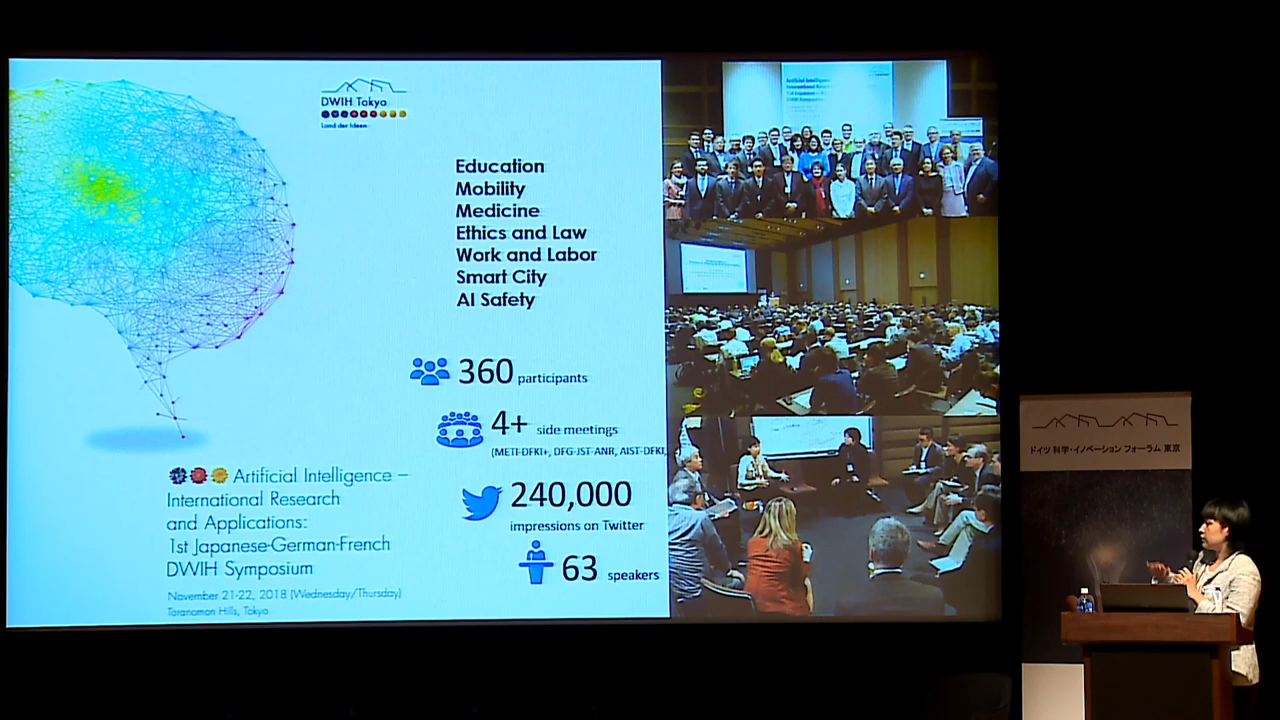 DWIH Tokyo
Land der Ideen
Education
Mobility
Medicine
Ethics and Law
Work and Labor
Smart City
AI Safety
360 participants
4+ side meetings
(METI-DFKI+, DFG-JST-ANR, AIST-DFKI,
240,000
impressions on Twitter
63 speakers
Artificial Intelligence –
International Research
and Applications:
1st Japanese-German-French
DWIH Symposium
November 21-22, 2018 (Wednesday/Thursday)
Toranomon Hills, Tokyo
Artificial Intelligence
ドイツ 科学・イノベーション フォーラム 東京